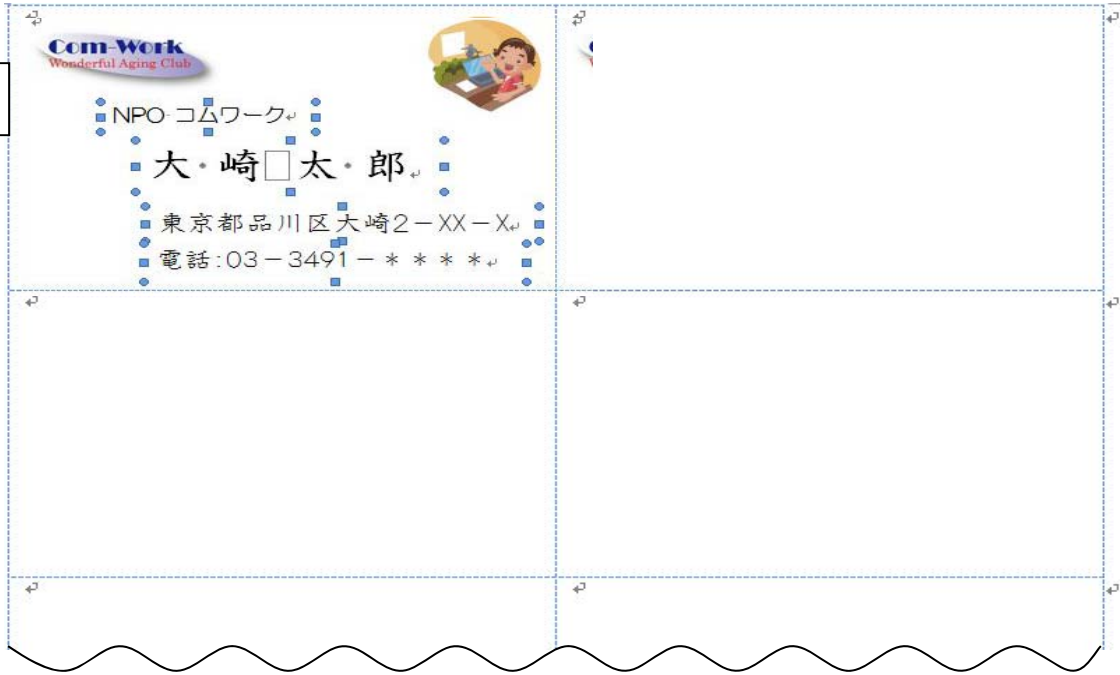 Com-Work
Wonderful Aging Club
NPO コムワーク
大 崎　太 郎
東京都品川区大崎2－XX－X
電話:03－3491－＊＊＊＊